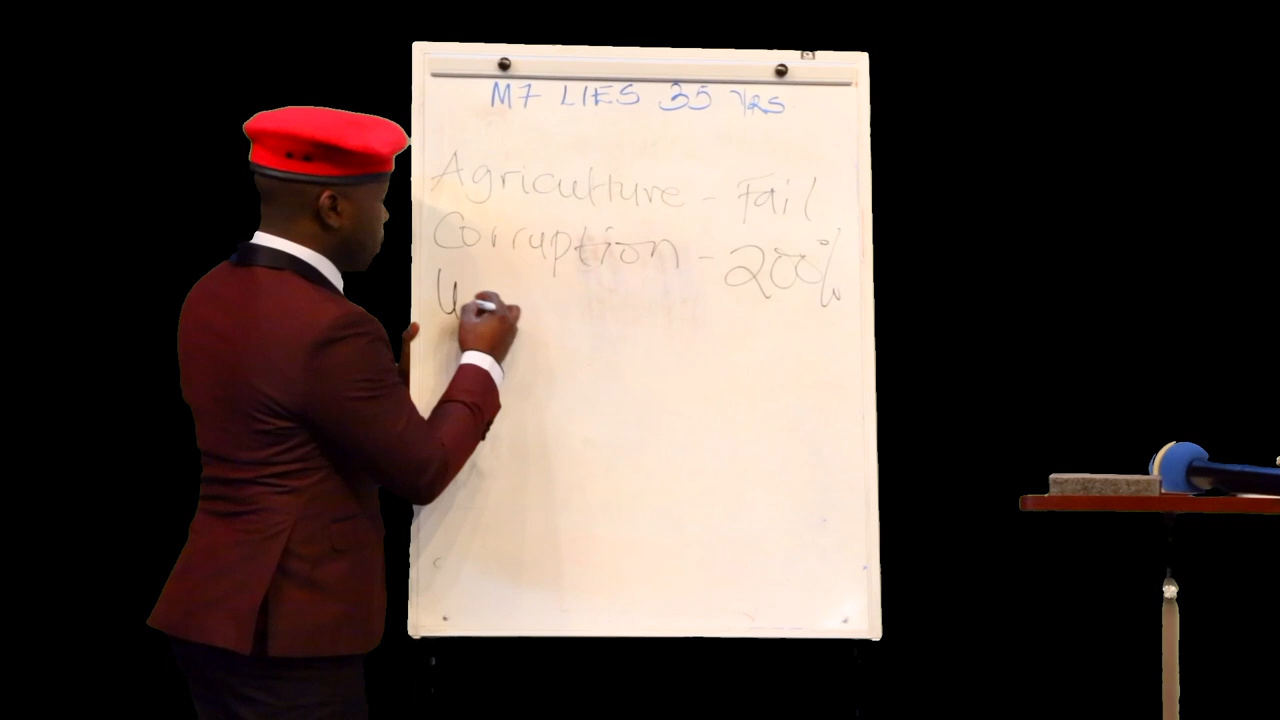 M7 LIES 35 YRS
Agriculture - Fail
Corruption - 200%
U